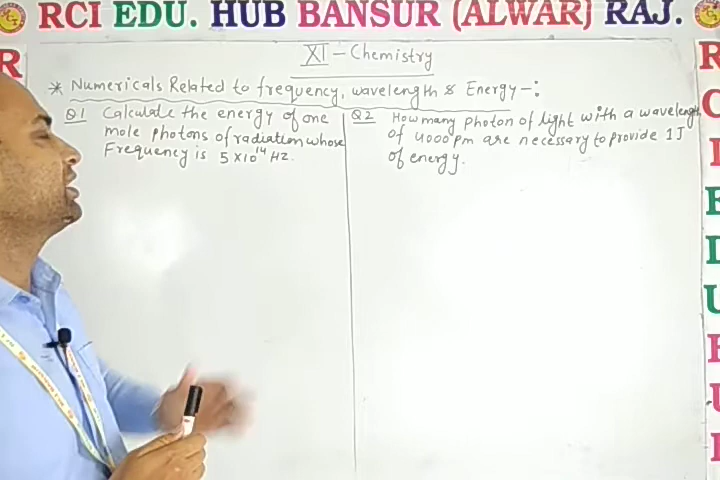 RCI EDU. HUB BANSUR (ALWAR) RAJ.
XI - Chemistry
* Numericals Related to frequency, wavelength & Energy -:
Q1 Calculate the energy of one
mole photons of radiation whose
Frequency is 5 X 10¹⁴ HZ.
Q2 How many photon of light with a wavelength
of 4000 pm are necessary to provide 1 J
of energy.
R
R
C
I
E
D
U